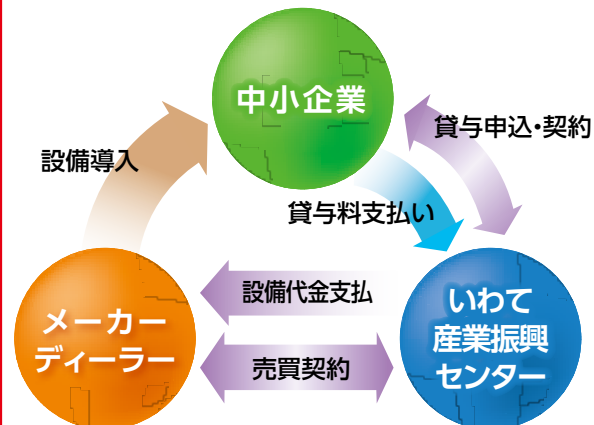 中小企業
貸与申込・契約
設備導入
貸与料支払い
設備代金支払
売買契約
メーカー
ディーラー
いわて
産業振興
センター